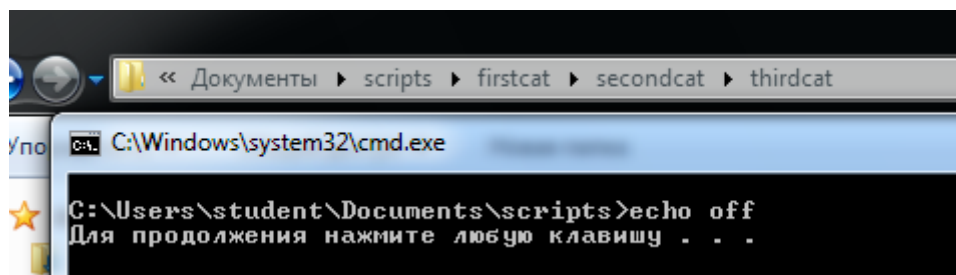 « Документы ▸ scripts ▸ firstcat ▸ secondcat ▸ thirdcat
Упо
C:\Windows\system32\cmd.exe
C:\Users\student\Documents\scripts>echo off
Для продолжения нажмите любую клавишу . . .